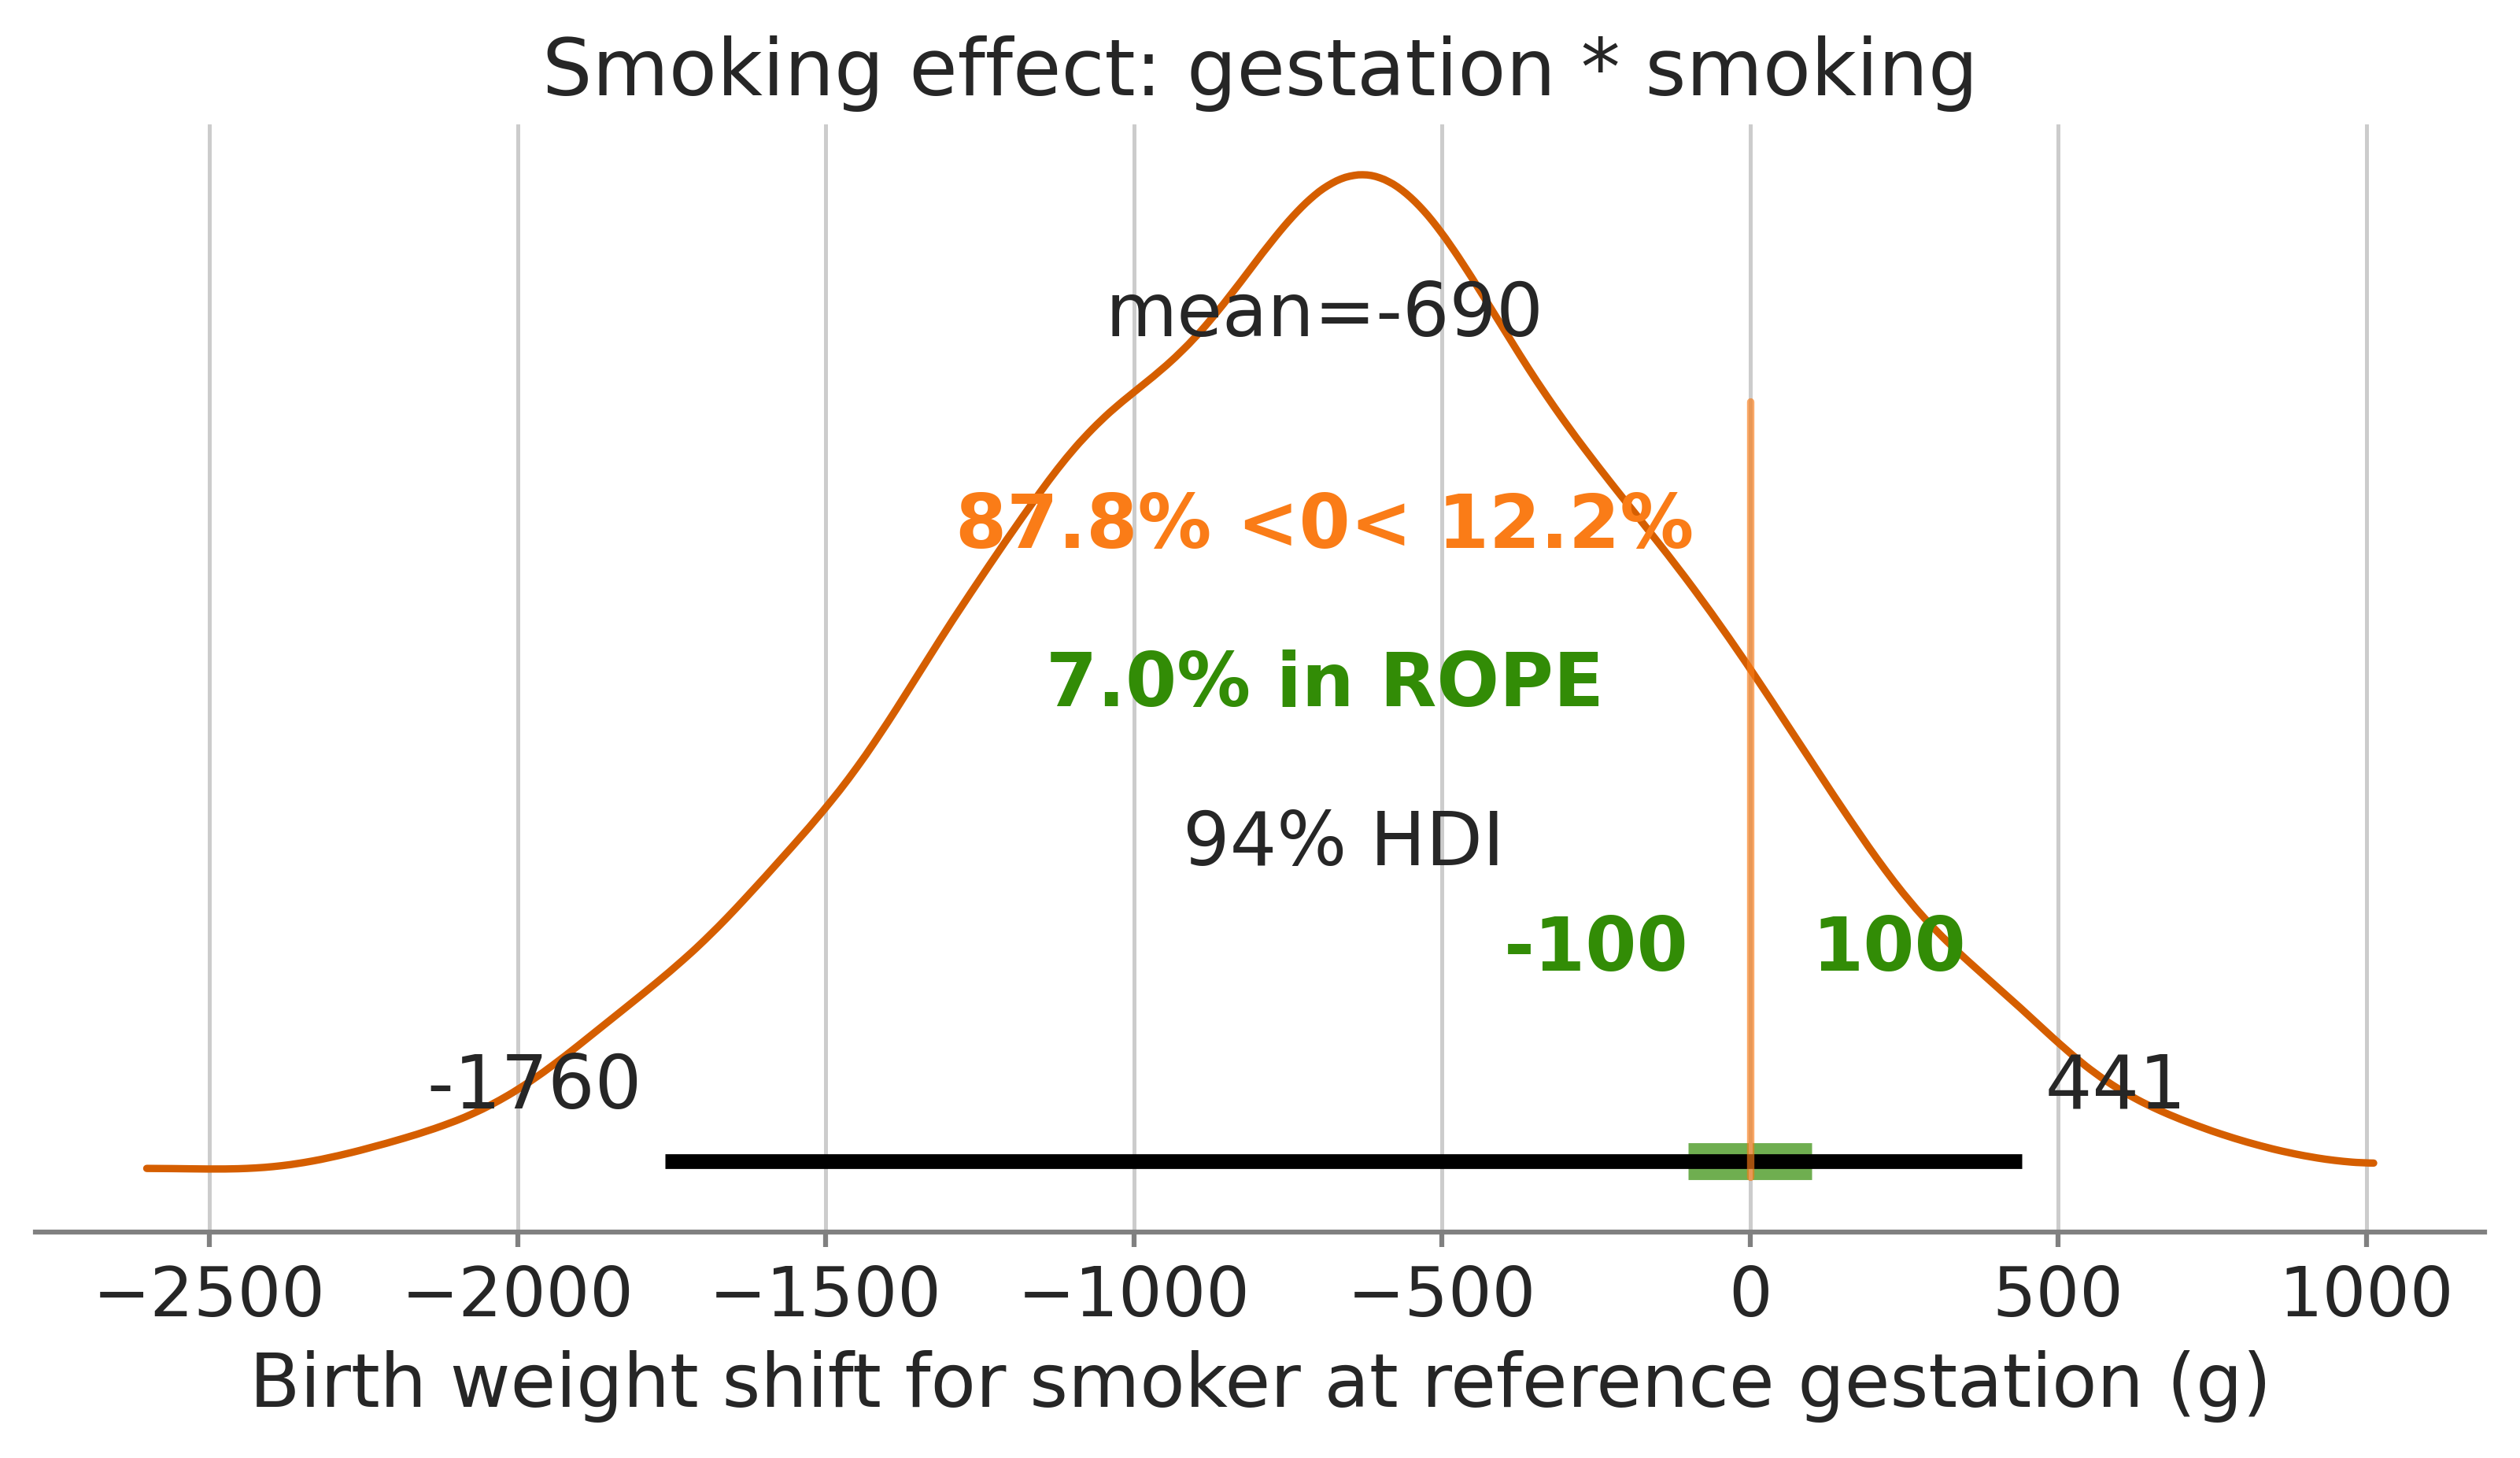 Smoking effect: gestation * smoking
mean=-690
87.8% <0< 12.2%
7.0% in ROPE
94% HDI
-100 100
-1760 441
−2500 −2000 −1500 −1000 −500 0 500 1000
Birth weight shift for smoker at reference gestation (g)